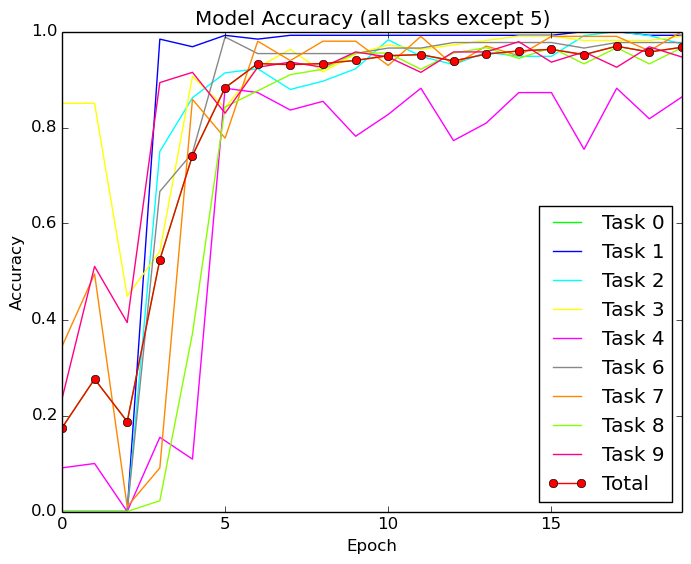 Model Accuracy (all tasks except 5)
1.0
0.8
0.6
0.4
0.2
0.0
Accuracy
0
5
10
15
Epoch
Task 0
Task 1
Task 2
Task 3
Task 4
Task 6
Task 7
Task 8
Task 9
Total